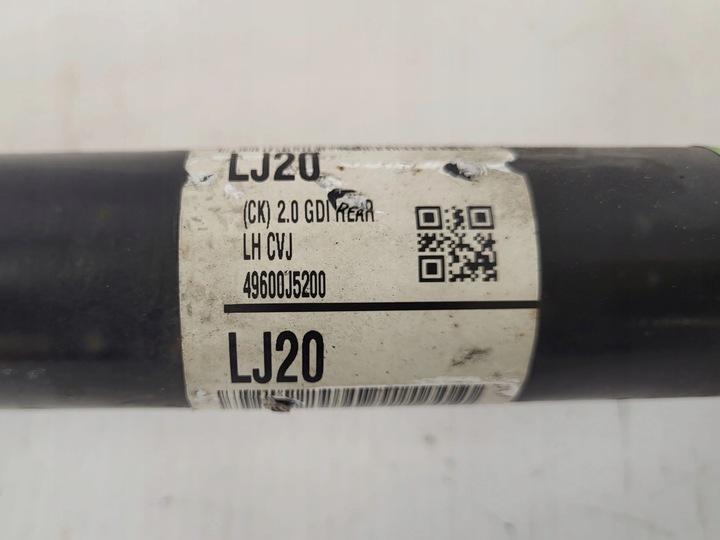 LJ20
(CK) 2.0 GDI REAR
LH CVJ
49600J5200
LJ20